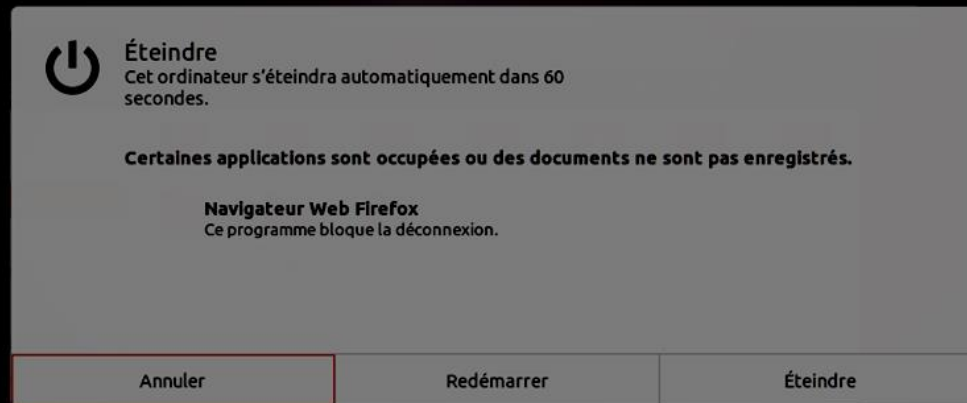 Éteindre
Cet ordinateur s’éteindra automatiquement dans 60
secondes.
Certaines applications sont occupées ou des documents ne sont pas enregistrés.
Navigateur Web Firefox
Ce programme bloque la déconnexion.
Annuler
Redémarrer
Éteindre